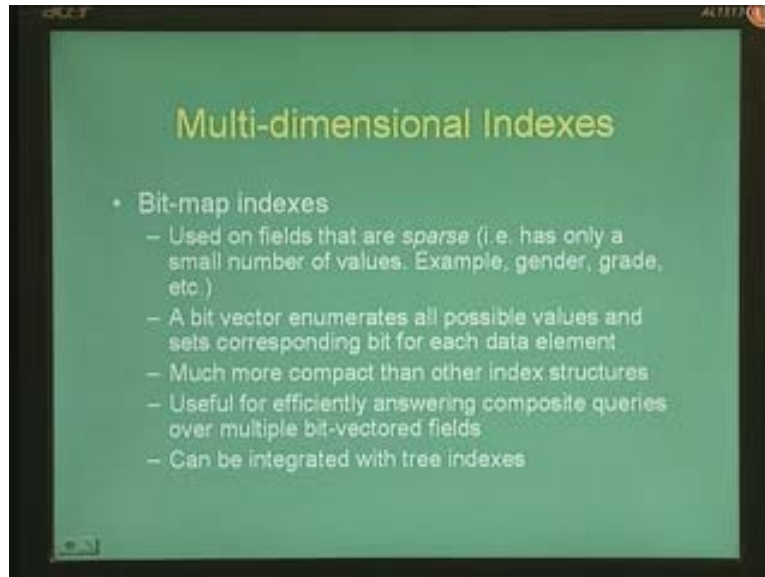 acer
Multi-dimensional Indexes
• Bit-map indexes
– Used on fields that are sparse (i.e. has only a
small number of values. Example, gender, grade,
etc.)
– A bit vector enumerates all possible values and
sets corresponding bit for each data element
– Much more compact than other index structures
– Useful for efficiently answering composite queries
over multiple bit-vectored fields
– Can be integrated with tree indexes